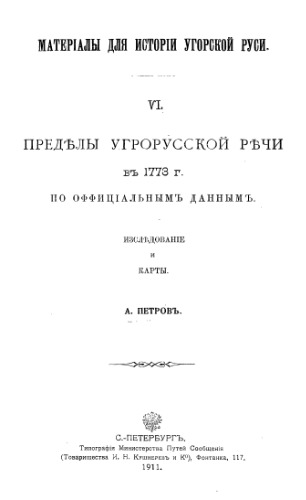 МАТЕРІАЛЫ ДЛЯ ИСТОРІИ УГОРСКОЙ РУСИ.
VI.
ПРЕДѢЛЫ УГРОРУССКОЙ РѢЧИ
въ 1773 г.
ПО ОФФИЦІАЛЬНЫМЪ ДАННЫМЪ.
ИЗСЛѢДОВАНІЕ
И
КАРТЫ.
А. ПЕТРОВЪ.
С.-ПЕТЕРБУРГЪ.
Типографія Министерства Путей Сообщенія
(Товарищества И. Н. Кушнеревъ и К°), Фонтанка, 117.
1911.